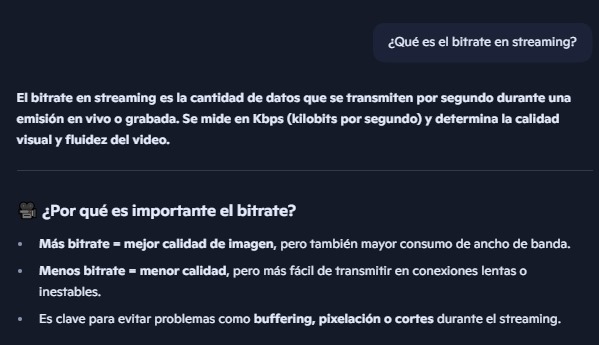 ¿Qué es el bitrate en streaming?
El bitrate en streaming es la cantidad de datos que se transmiten por segundo durante una
emisión en vivo o grabada. Se mide en Kbps (kilobits por segundo) y determina la calidad
visual y fluidez del video.
¿Por qué es importante el bitrate?
• Más bitrate = mejor calidad de imagen, pero también mayor consumo de ancho de banda.
• Menos bitrate = menor calidad, pero más fácil de transmitir en conexiones lentas o
inestables.
• Es clave para evitar problemas como buffering, pixelación o cortes durante el streaming.